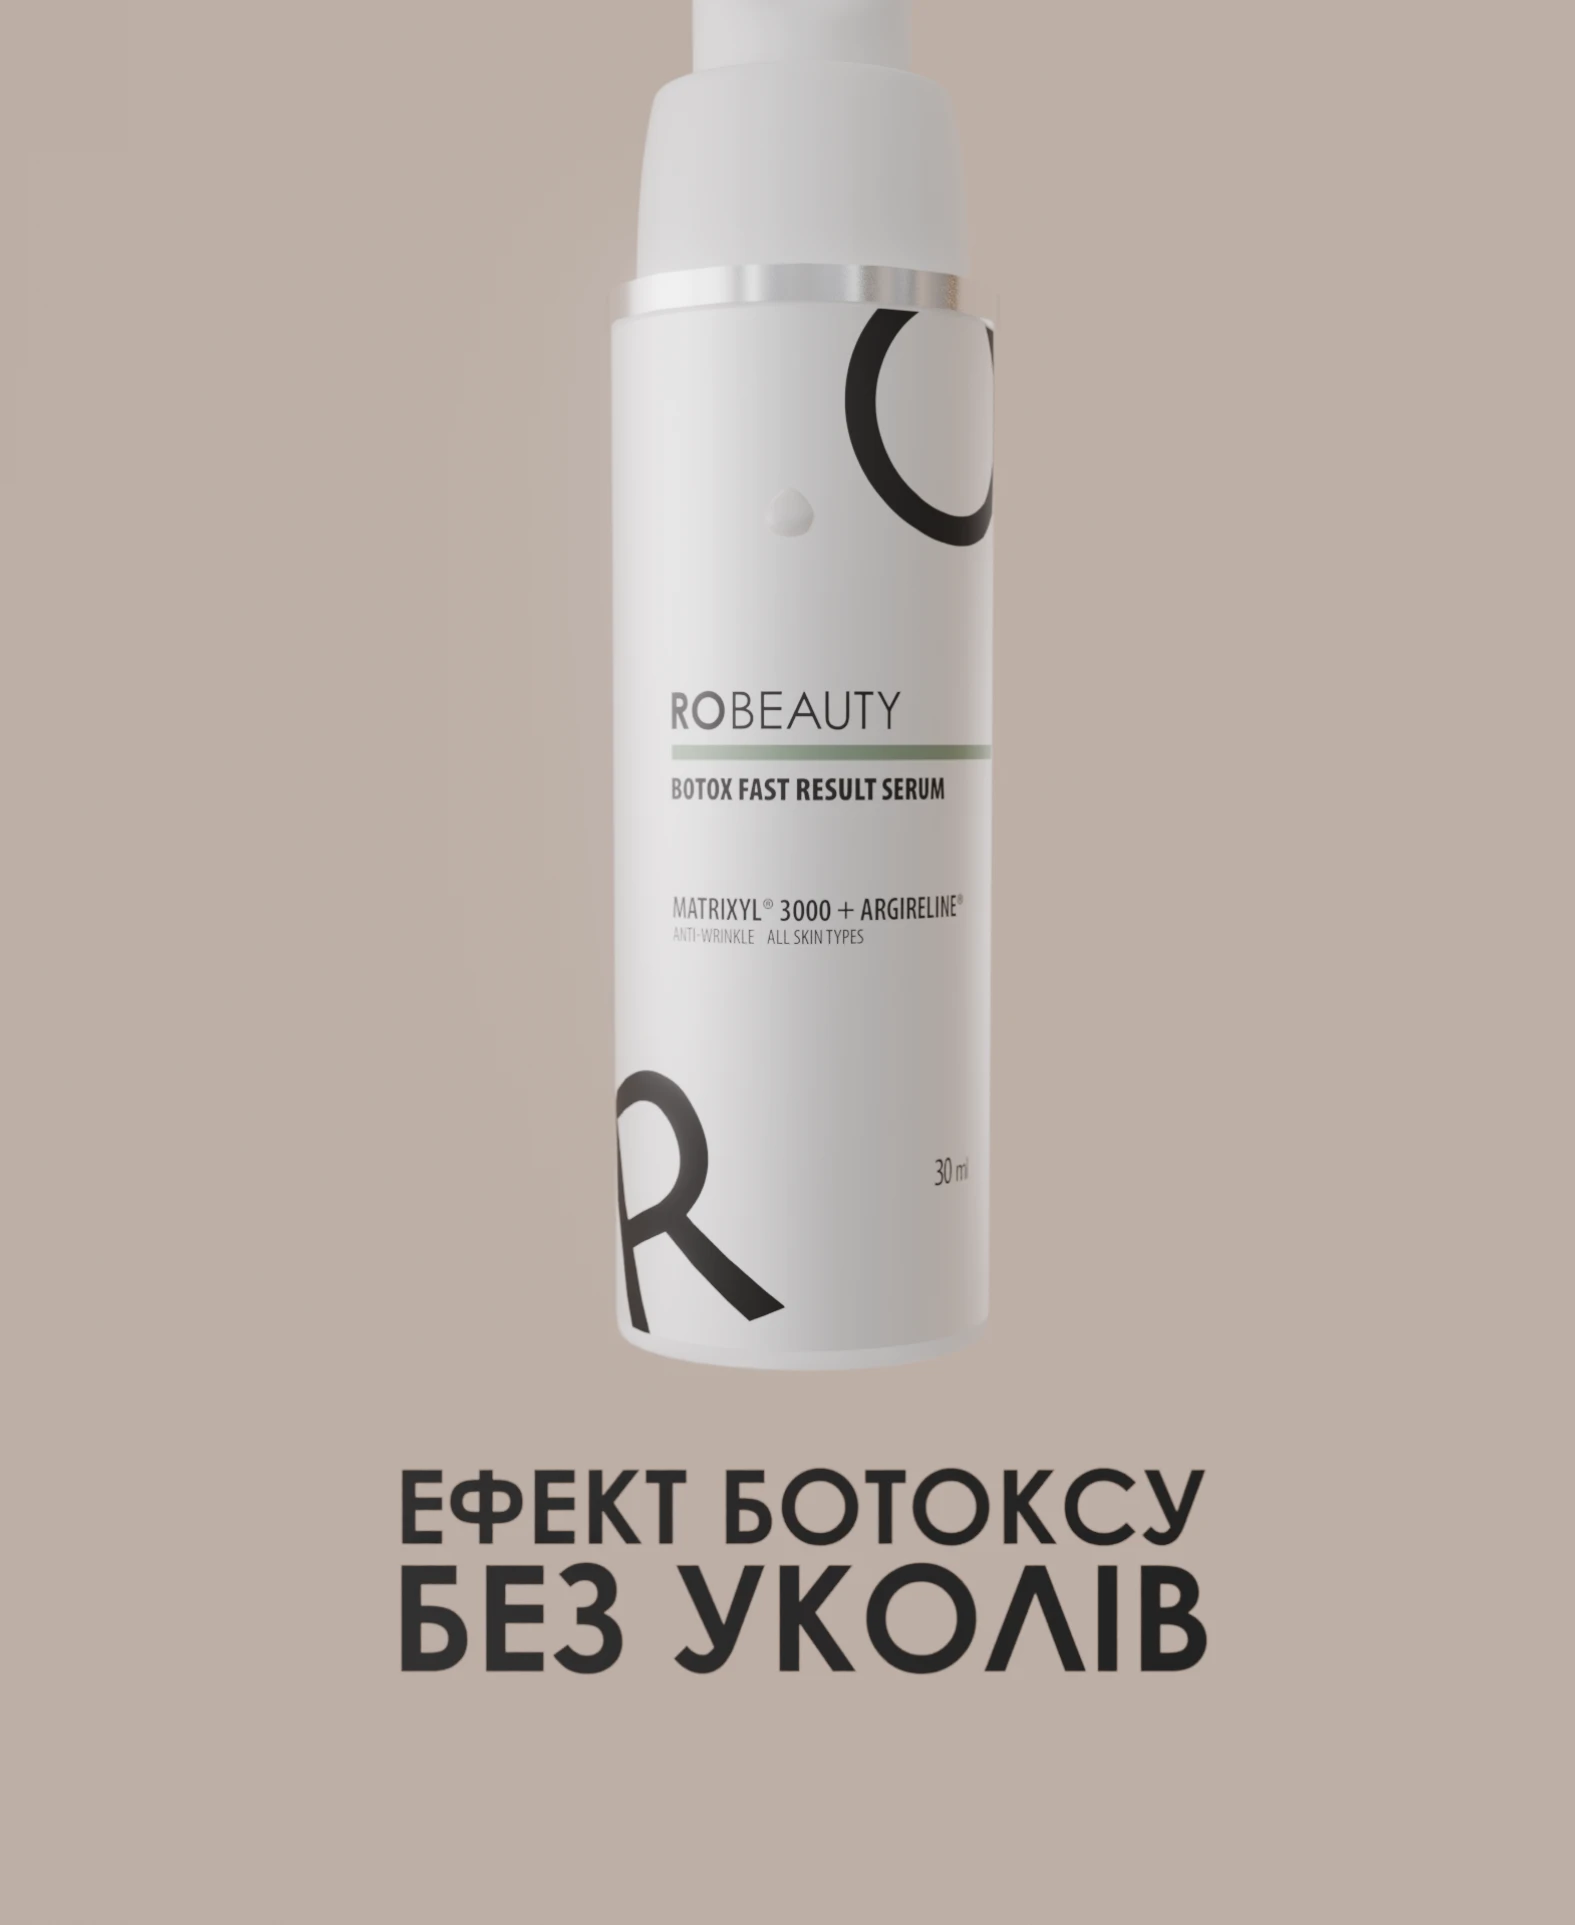 ROBEAUTY
BOTOX FAST RESULT SERUM
MATRIXYL® 3000 + ARGIRELINE®
ANTI-WRINKLE ALL SKIN TYPES
30 ml
R
ЕФЕКТ БОТОКСУ
БЕЗ УКОЛІВ